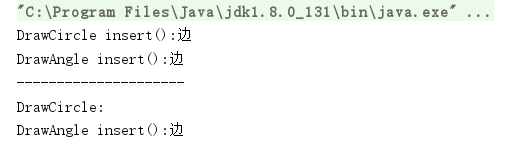 "C:\Program Files\Java\jdk1.8.0_131\bin\java.exe" ...
DrawCircle insert():边
DrawAngle insert():边
---------------------
DrawCircle:
DrawAngle insert():边